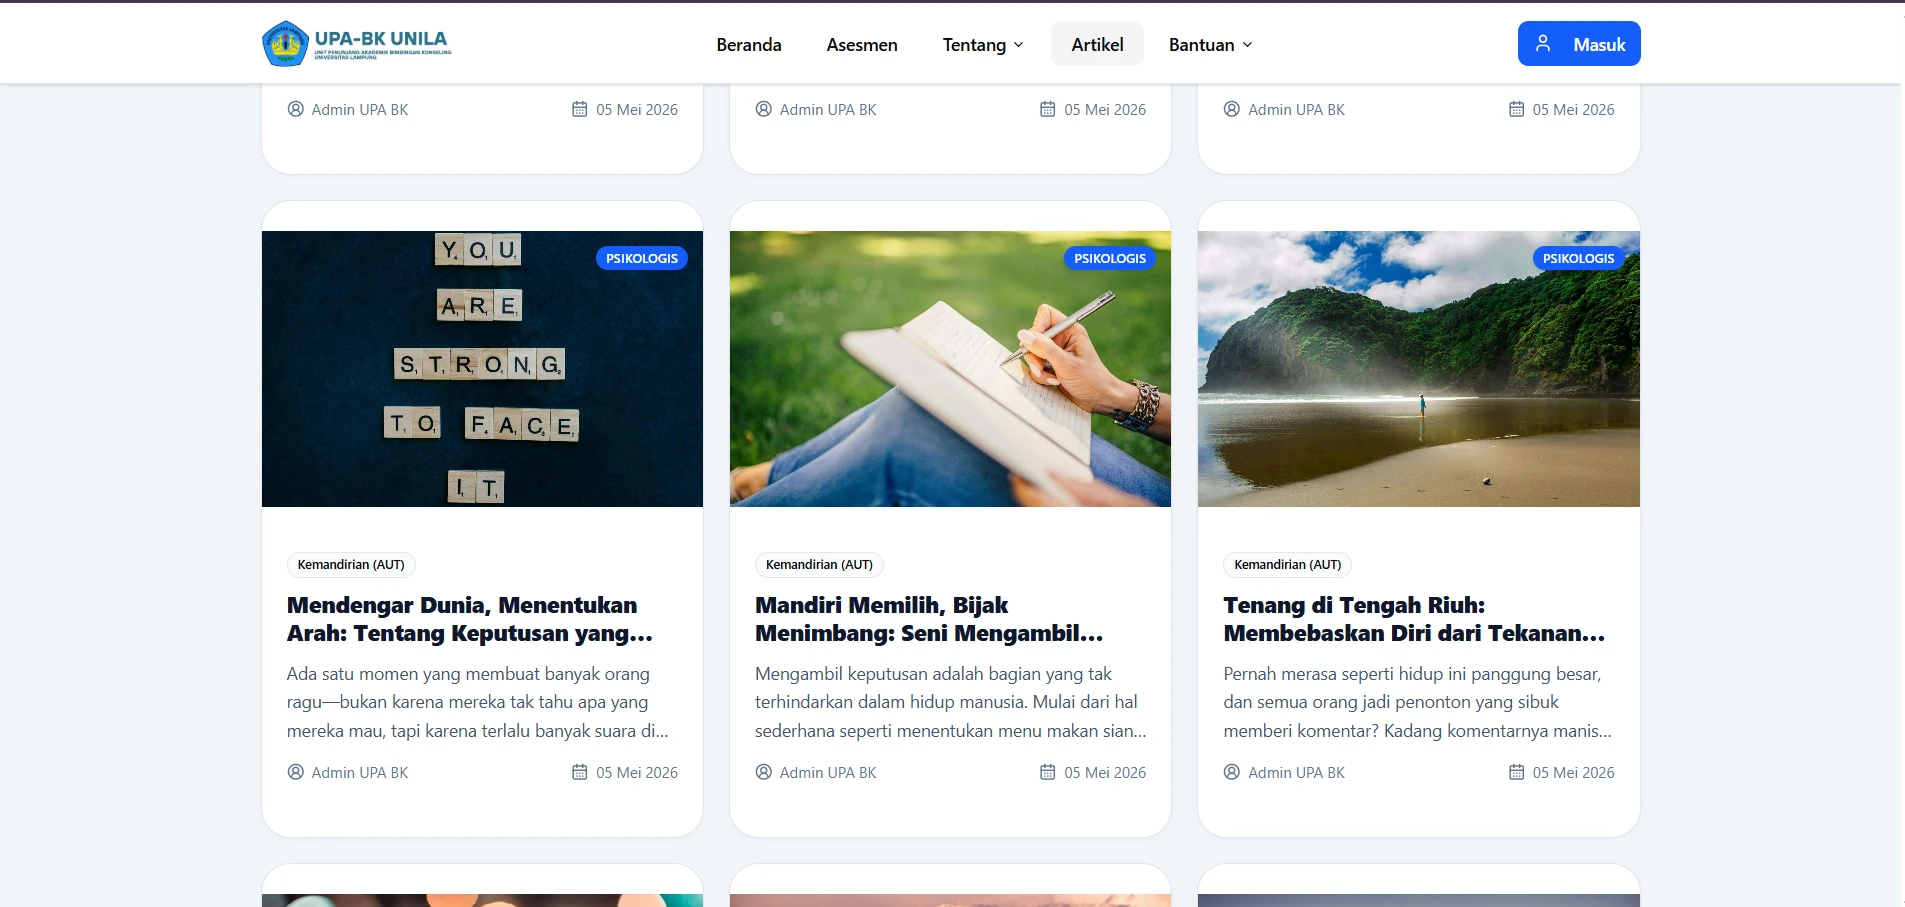 UPA-BK UNILA
UNIT PENUNJANG AKADEMIK BIMBINGAN KONSELING
UNIVERSITAS LAMPUNG
Beranda
Asesmen
Tentang
Artikel
Bantuan
Masuk
Admin UPA BK
05 Mei 2026
Admin UPA BK
05 Mei 2026
Admin UPA BK
05 Mei 2026
YOU
ARE
STRONG
TO FACE
IT
PSIKOLOGIS
Kemandirian (AUT)
Mendengar Dunia, Menentukan
Arah: Tentang Keputusan yang...
Ada satu momen yang membuat banyak orang
ragu—bukan karena mereka tak tahu apa yang
mereka mau, tapi karena terlalu banyak suara di...
Admin UPA BK
05 Mei 2026
PSIKOLOGIS
Kemandirian (AUT)
Mandiri Memilih, Bijak
Menimbang: Seni Mengambil...
Mengambil keputusan adalah bagian yang tak
terhindarkan dalam hidup manusia. Mulai dari hal
sederhana seperti menentukan menu makan sian...
Admin UPA BK
05 Mei 2026
PSIKOLOGIS
Kemandirian (AUT)
Tenang di Tengah Riuh:
Membebaskan Diri dari Tekanan...
Pernah merasa seperti hidup ini panggung besar,
dan semua orang jadi penonton yang sibuk
memberi komentar? Kadang komentarnya manis...
Admin UPA BK
05 Mei 2026